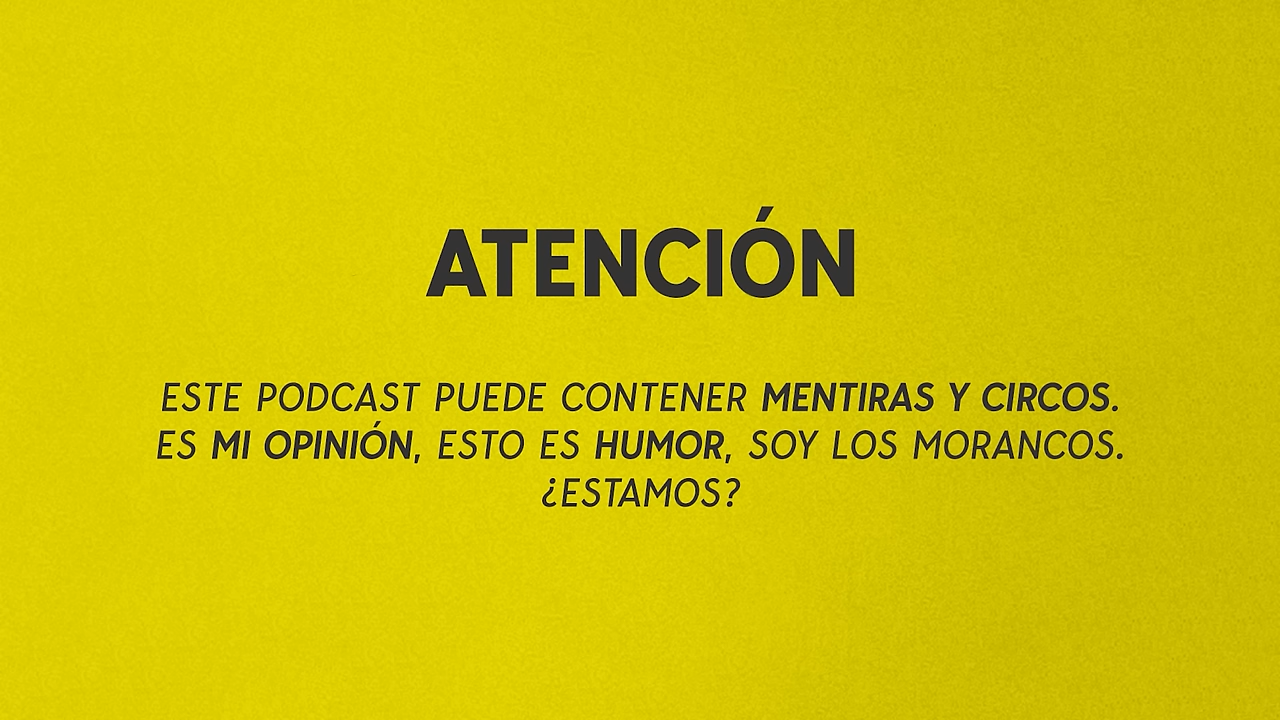 ATENCIÓN
ESTE PODCAST PUEDE CONTENER MENTIRAS Y CIRCOS.
ES MI OPINIÓN, ESTO ES HUMOR, SOY LOS MORANCOS.
¿ESTAMOS?